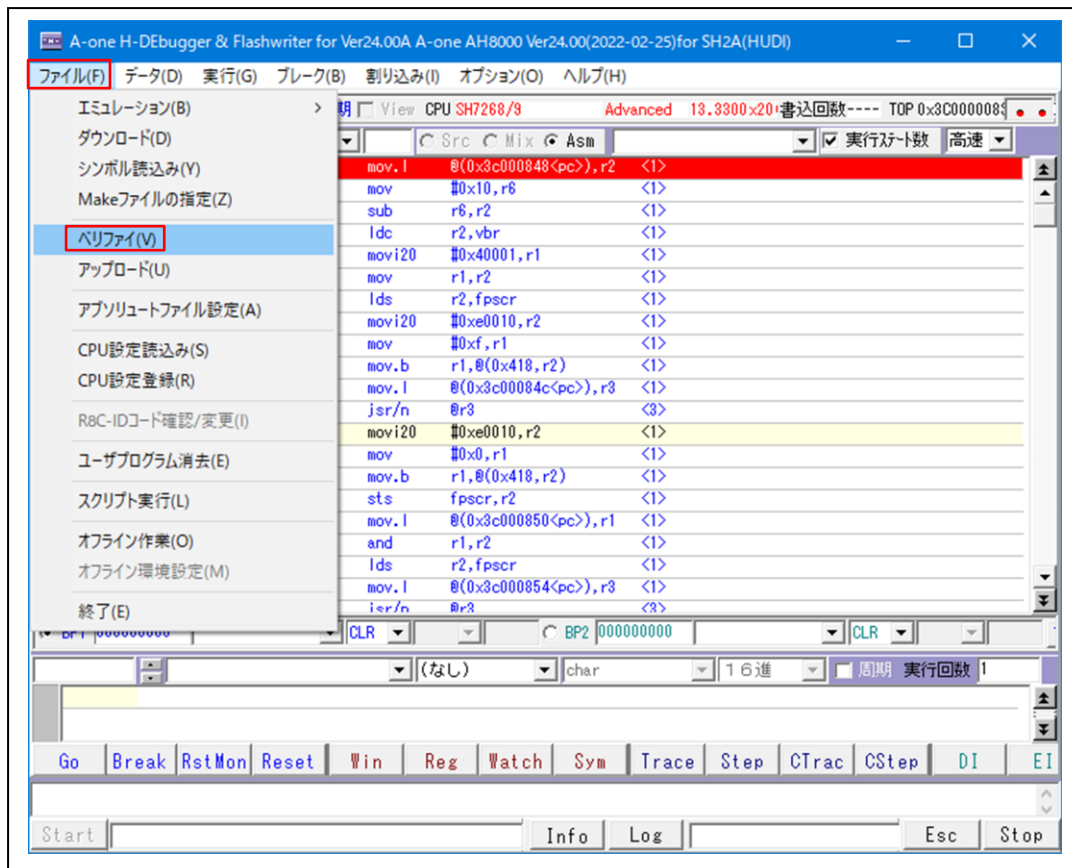 A-one H-DEbugger & Flashwriter for Ver24.00A A-one AH8000 Ver24.00(2022-02-25)for SH2A(HUDI)
ファイル(F) データ(D) 実行(G) ブレーク(B) 割り込み(I) オプション(O) ヘルプ(H)
期 View CPU SH7268/9 Advanced 13.3300×20 書込回数---- TOP 0x3C000008
Src Mix Asm 実行ステート数 高速
エミュレーション(B)
ダウンロード(D)
シンボル読込み(Y)
Makeファイルの指定(Z)
ベリファイ(V)
アップロード(U)
アブソリュートファイル設定(A)
CPU設定読込み(S)
CPU設定登録(R)
R8C-IDコード確認/変更(I)
ユーザプログラム消去(E)
スクリプト実行(L)
オフライン作業(O)
オフライン環境設定(M)
終了(E)
mov.l @(0x3c000848<pc>),r2 <1>
mov #0x10,r6 <1>
sub r6,r2 <1>
ldc r2,vbr <1>
movi20 #0x40001,r1 <1>
mov r1,r2 <1>
lds r2,fpscr <1>
movi20 #0xe0010,r2 <1>
mov #0xf,r1 <1>
mov.b r1,@(0x418,r2) <1>
mov.l @(0x3c00084c<pc>),r3 <1>
jsr/n @r3 <3>
movi20 #0xe0010,r2 <1>
mov #0x0,r1 <1>
mov.b r1,@(0x418,r2) <1>
sts fpscr,r2 <1>
mov.l @(0x3c000850<pc>),r1 <1>
and r1,r2 <1>
lds r2,fpscr <1>
mov.l @(0x3c000854<pc>),r3 <1>
jsr/n @r3 <3>
BP1 000000000 CLR BP2 000000000 CLR
(なし) char 16進 周期 実行回数 1
Go Break RstMon Reset Win Reg Watch Sym Trace Step CTrac CStep DI EI
Start Info Log Esc Stop